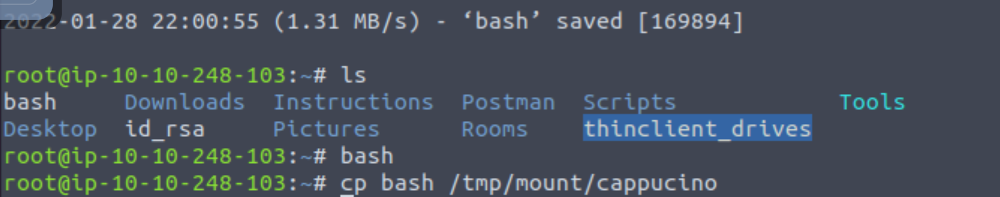 2022-01-28 22:00:55 (1.31 MB/s) - ‘bash’ saved [169894]
root@ip-10-10-248-103:~# ls
bash Downloads Instructions Postman Scripts Tools
Desktop id_rsa Pictures Rooms thinclient_drives
root@ip-10-10-248-103:~# bash
root@ip-10-10-248-103:~# cp bash /tmp/mount/cappucino